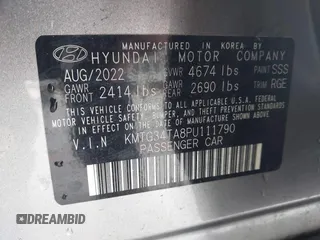 MANUFACTURED IN KOREA BY
HYUNDAI MOTOR COMPANY
AUG/2022 GVWR 4674 lbs PAINT SSS
GAWR FRONT 2414 lbs GAWR REAR 2690 lbs TRIM RGE
THIS VEHICLE CONFORMS TO ALL APPLICABLE
U.S. FEDERAL MOTOR VEHICLE SAFETY, BUMPER,
AND THEFT PREVENTION STANDARDS IN EFFECT ON
THE DATE OF MANUFACTURE SHOWN ABOVE.
V.I.N KMTG34TA8PU111790
PASSENGER CAR
DREAMBID